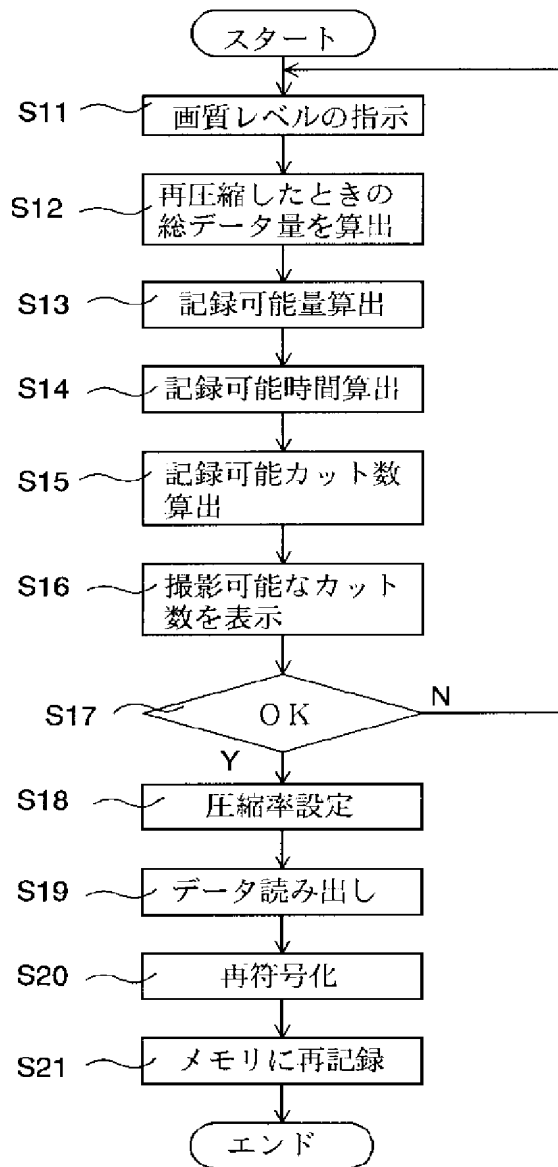 スタート
S11
画質レベルの指示
S12
再圧縮したときの
総データ量を算出
S13
記録可能量算出
S14
記録可能時間算出
S15
記録可能カット数
算出
S16
撮影可能なカット
数を表示
S17
OK
N
Y
S18
圧縮率設定
S19
データ読み出し
S20
再符号化
S21
メモリに再記録
エンド